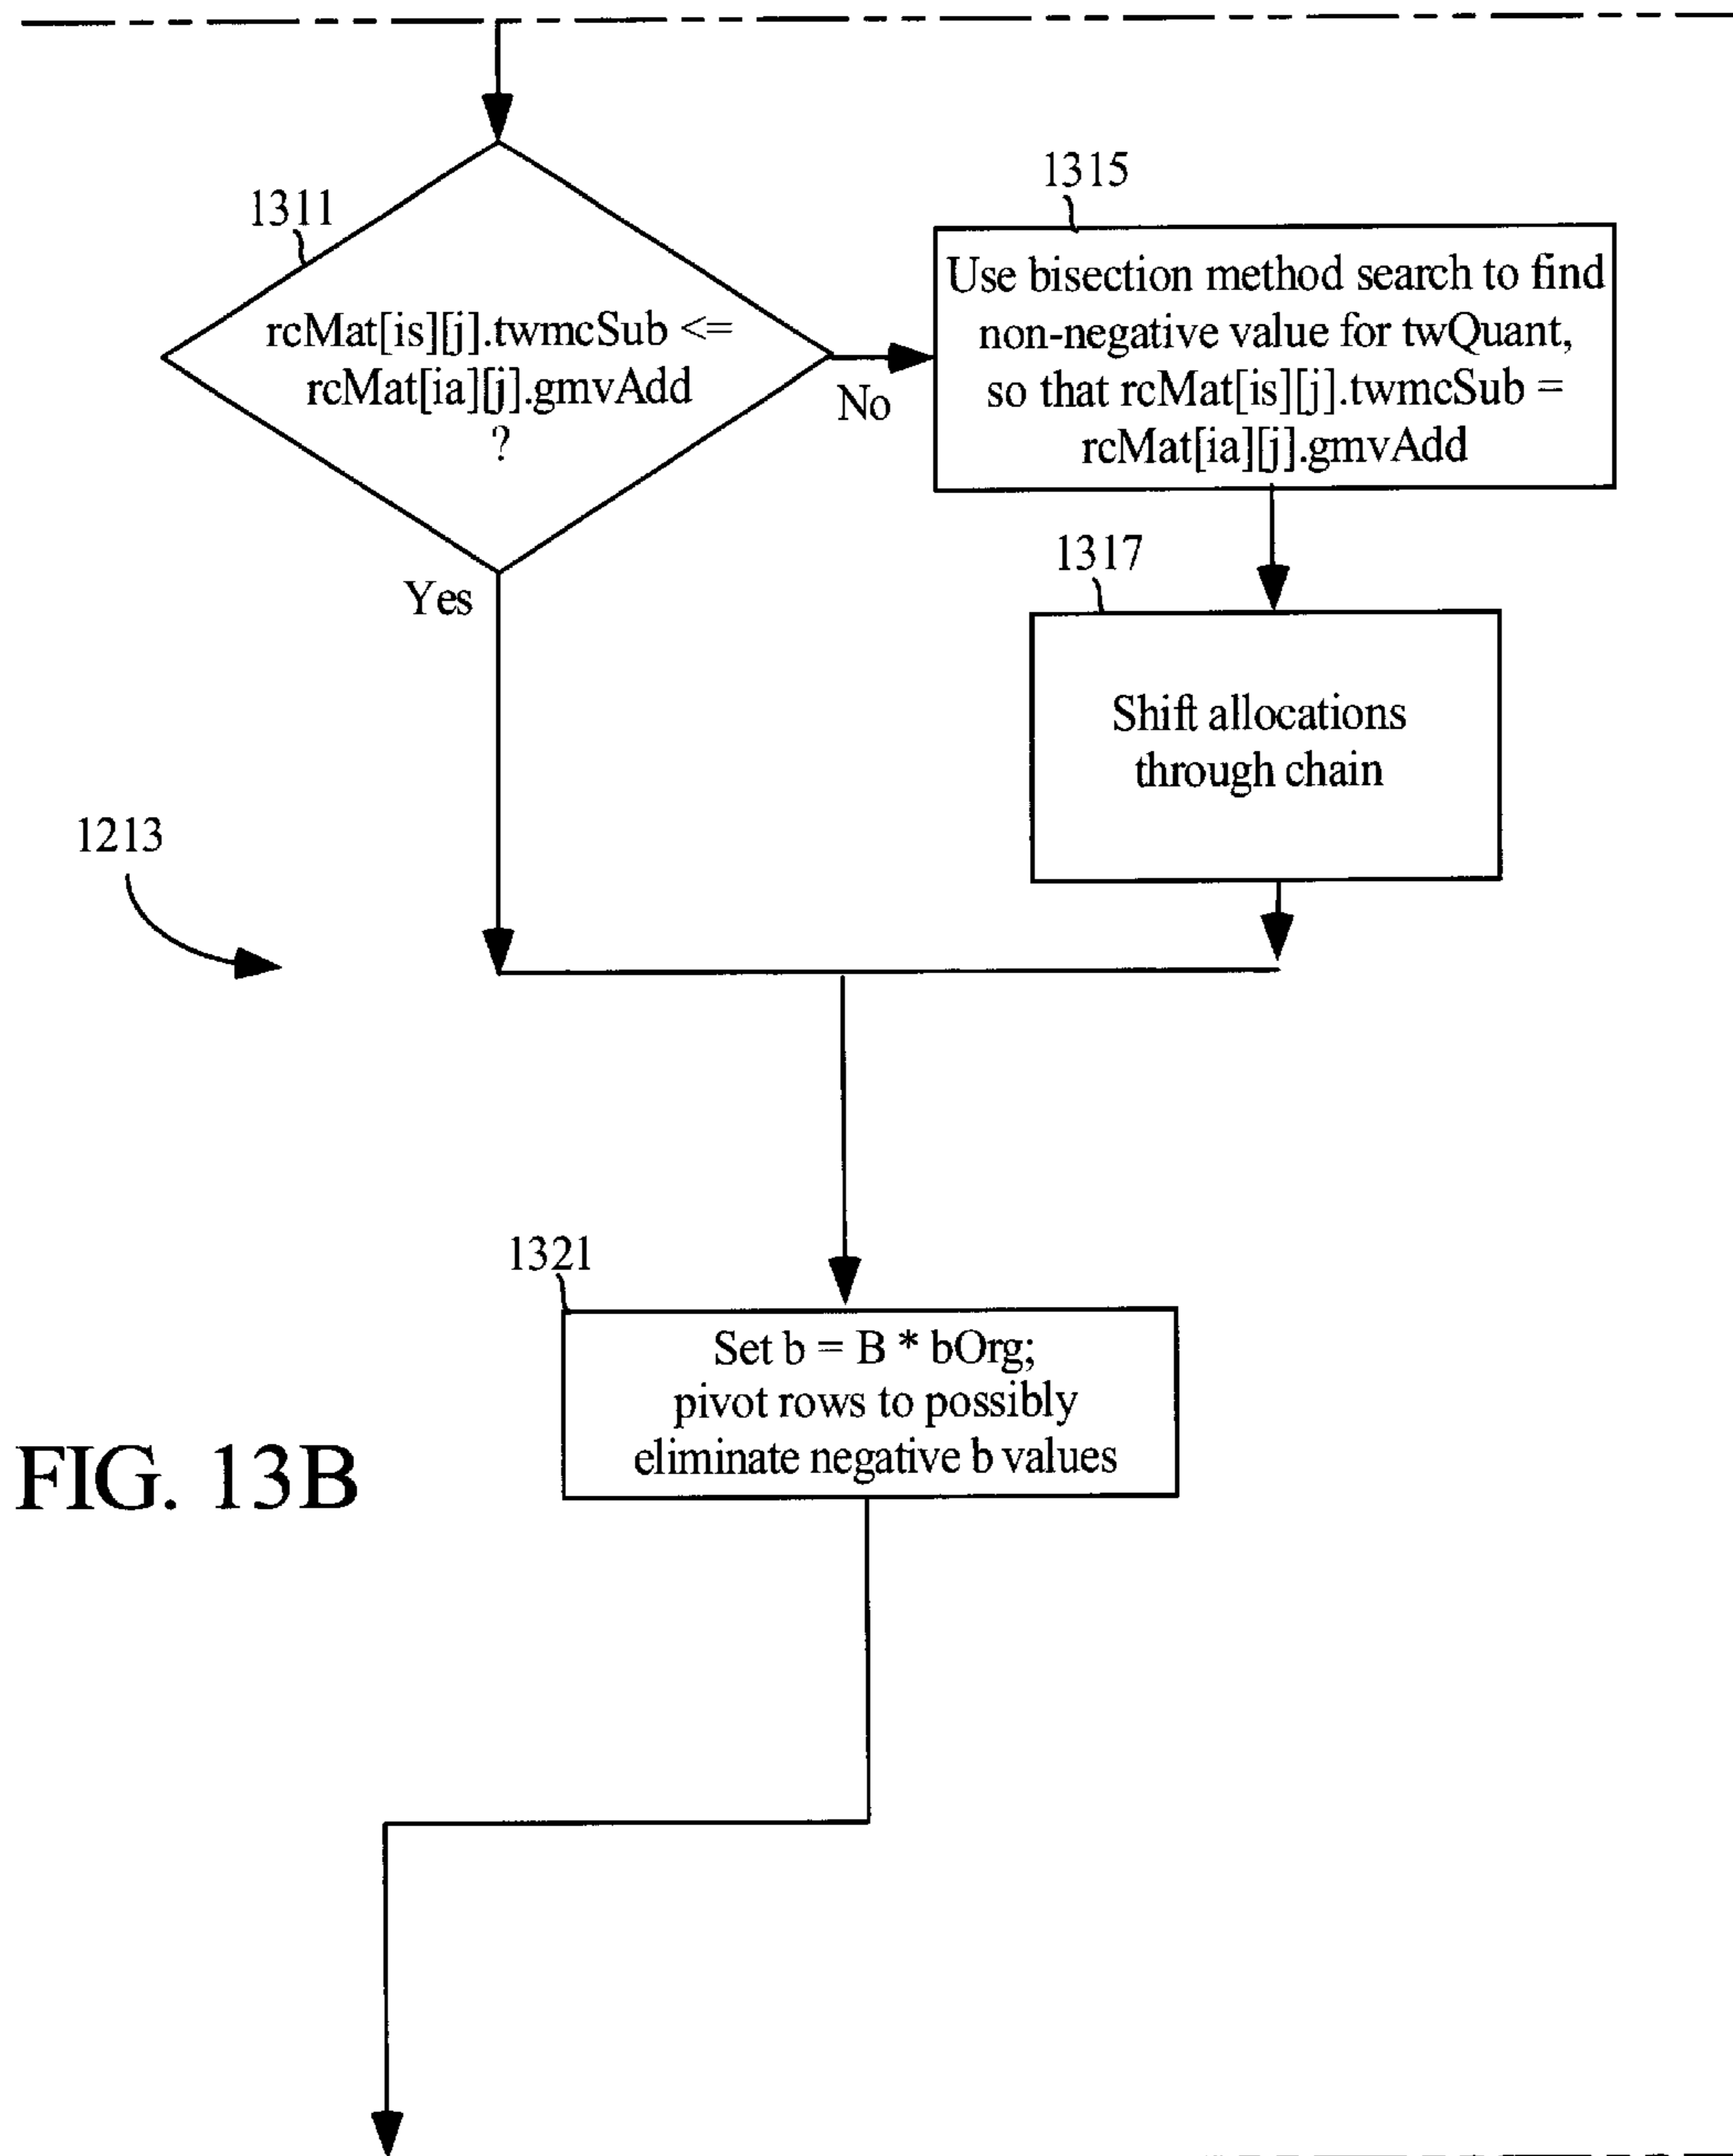 1311
rcMat[is][j].twmcSub <=
rcMat[ia][j].gmvAdd
?
No
Yes
1315
Use bisection method search to find
non-negative value for twQuant,
so that rcMat[is][j].twmcSub =
rcMat[ia][j].gmvAdd
1317
Shift allocations
through chain
1213
1321
Set b = B * bOrg;
pivot rows to possibly
eliminate negative b values
FIG. 13B